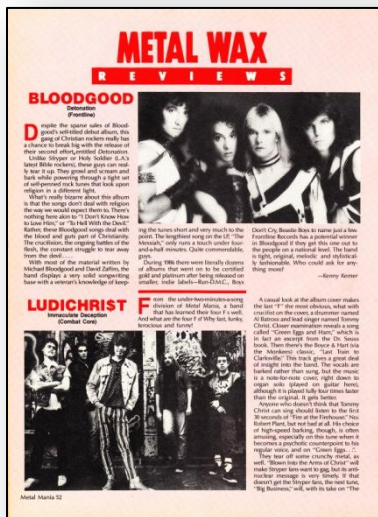 METAL WAX
REVIEWS
BLOODGOOD
Detonation
(Frontline)
Despite the sparse sales of Blood-
good's self-titled debut album, this
gang of Christian rockers really has
a chance to break big with the release of
their second effort, entitled Detonation.
Unlike Stryper or Holy Soldier (L.A.'s
latest Bible rockers), these guys can real-
ly tear it up. They growl and scream and
bark while powering through a tight set
of self-penned rock tunes that look upon
religion in a different light.
What's really bizarre about this album
is that the songs don't deal with religion
the way we would expect them to. There's
nothing here akin to "I Don't Know How
to Love Him," or "To Hell With the Devil."
Rather, these Bloodgood songs deal with
the blood and guts part of Christianity.
The crucifixion, the ongoing battles of the
flesh, the constant struggle to tear away
from the devil. . . .
With most of the material written by
Michael Bloodgood and David Zaffiro, the
band displays a very solid songwriting
base with a veteran's knowledge of keep-
ing the tunes short and very much to the
point. The lengthiest song on the LP, "The
Messiah," only runs a touch under four-
and-a-half minutes. Quite commendable,
guys.
During 1986 there were literally dozens
of albums that went on to be certified
gold and platinum after being released on
smaller, indie labels—Run-D.M.C., Boys
Don't Cry, Beastie Boys to name just a few.
Frontline Records has a potential winner
in Bloodgood if they get this one out to
the people on a national level. The band
is tight, original, melodic and stylistical-
ly fashionable. Who could ask for any-
thing more?
—Kenny Kerner
LUDICHRIST
Immaculate Deception
(Combat Core)
From the under-two-minutes-a-song
division of Metal Mania, a band
that has learned their four F's well.
And what are the four F's? Why fast, funky,
ferocious and funny!
A casual look at the album cover makes
the last "F" the most obvious, what with
crucifist on the cover, a drummer named
Al Batross and lead singer named Tommy
Christ. Closer examination reveals a song
called "Green Eggs and Ham," which is
in fact an excerpt from the Dr. Seuss
book. Then there's the Boyce & Hart (via
the Monkees) classic, "Last Train to
Clarksville." This track gives a great deal
of insight into the band. The vocals are
barked rather than sung, but the music
is a note-for-note cover, right down to
organ solo (played on guitar here),
although it is played fully four times faster
than the original. It gets better.
Anyone who doesn't think that Tommy
Christ can sing should listen to the first
30 seconds of "Fire at the Firehouse." No
Robert Plant, but not bad at all. His choice
of high-speed barking, though, is often
amusing, especially on this tune when it
becomes a psychotic counterpoint to his
regular voice, and on "Green Eggs. . .".
They tear off some crunchy metal, as
well. "Blown Into the Arms of Christ" will
make Stryper fans want to gag, but its anti-
nuclear message is very timely. If that
doesn't get the Stryper fans, the next tune,
"Big Business," will, with its take on "The
Metal Mania 52